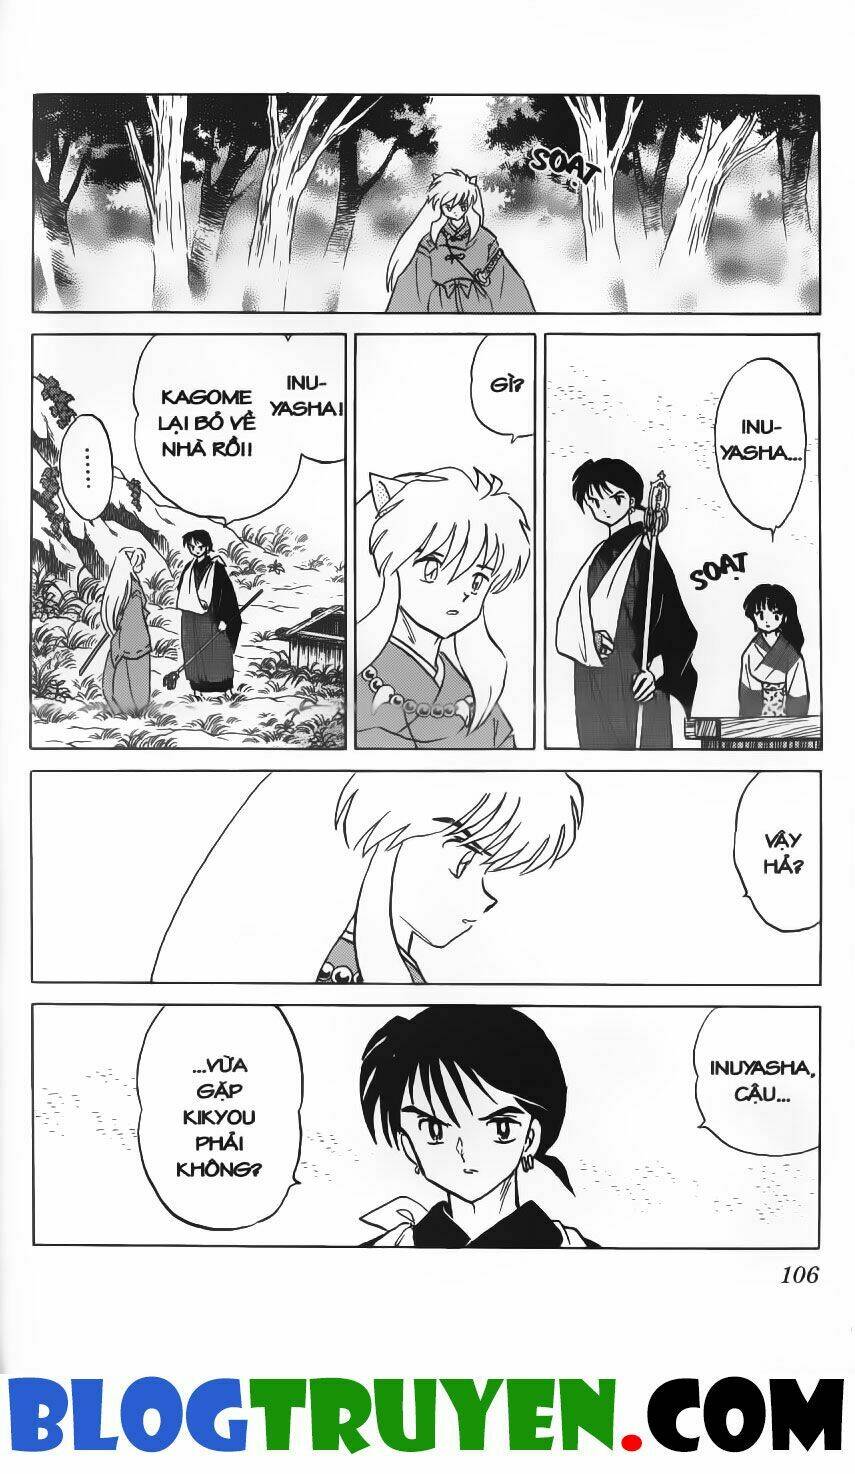 SOẠT
INU-
YASHA...
SOẠT
GÌ?
INU-
YASHA!
KAGOME
LẠI BỎ VỀ
NHÀ RỒI!
......
VẬY
HẢ?
INUYASHA,
CẬU...
...VỪA
GẶP
KIKYOU
PHẢI
KHÔNG?
106
BLOGTRUYEN.COM